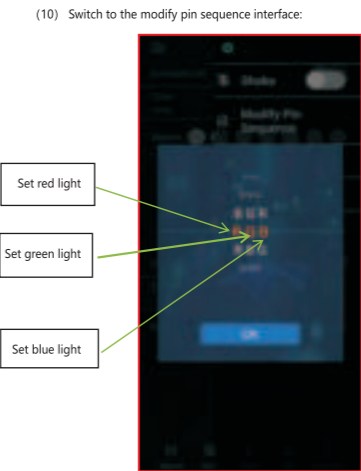 (10) Switch to the modify pin sequence interface:
Shake
Modify Pin
Sequence
Set red light
Set green light
Set blue light
OK